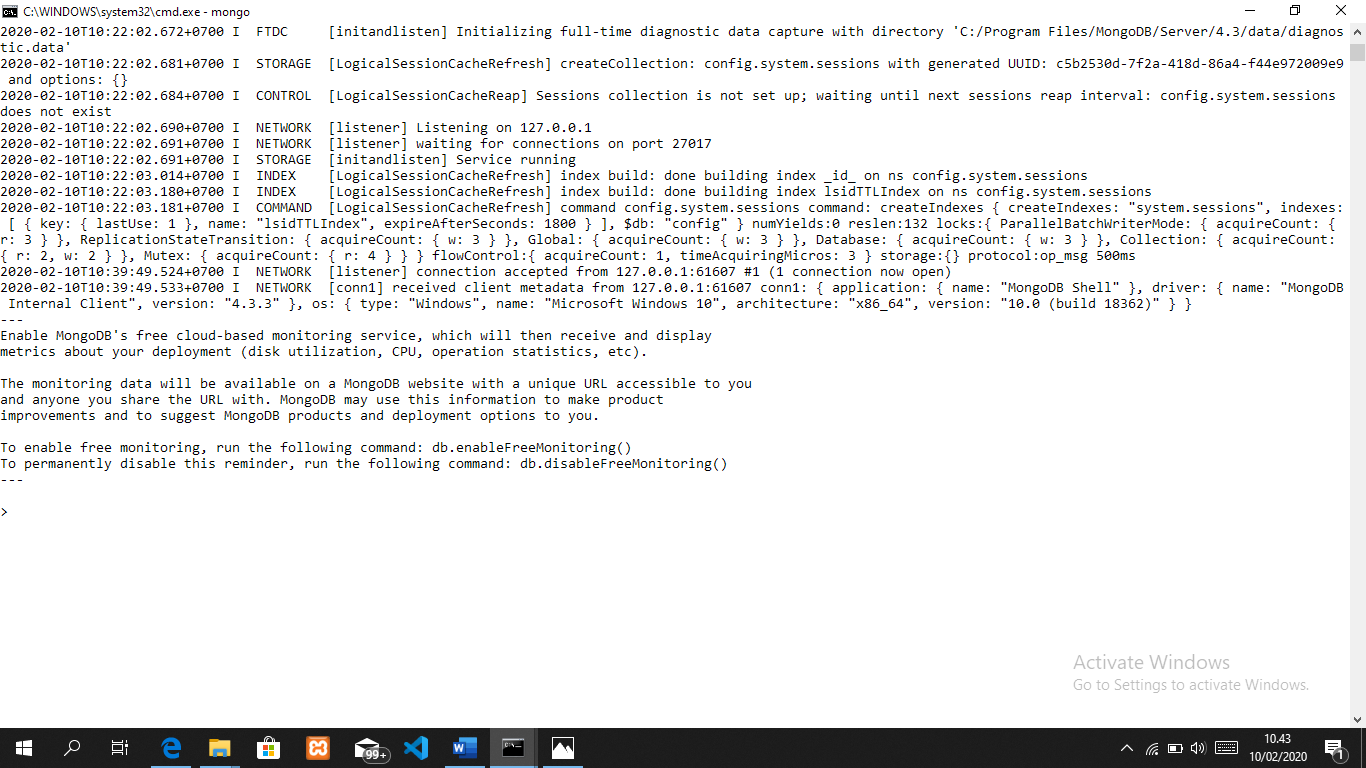 C:\WINDOWS\system32\cmd.exe - mongo
2020-02-10T10:22:02.672+0700 I  FTDC     [initandlisten] Initializing full-time diagnostic data capture with directory 'C:/Program Files/MongoDB/Server/4.3/data/diagnos
tic.data'
2020-02-10T10:22:02.681+0700 I  STORAGE  [LogicalSessionCacheRefresh] createCollection: config.system.sessions with generated UUID: c5b2530d-7f2a-418d-86a4-f44e972009e9
 and options: {}
2020-02-10T10:22:02.684+0700 I  CONTROL  [LogicalSessionCacheReap] Sessions collection is not set up; waiting until next sessions reap interval: config.system.sessions
does not exist
2020-02-10T10:22:02.690+0700 I  NETWORK  [listener] Listening on 127.0.0.1
2020-02-10T10:22:02.691+0700 I  NETWORK  [listener] waiting for connections on port 27017
2020-02-10T10:22:02.691+0700 I  STORAGE  [initandlisten] Service running
2020-02-10T10:22:03.014+0700 I  INDEX    [LogicalSessionCacheRefresh] index build: done building index _id_ on ns config.system.sessions
2020-02-10T10:22:03.180+0700 I  INDEX    [LogicalSessionCacheRefresh] index build: done building index lsidTTLIndex on ns config.system.sessions
2020-02-10T10:22:03.181+0700 I  COMMAND  [LogicalSessionCacheRefresh] command config.system.sessions command: createIndexes { createIndexes: "system.sessions", indexes:
 [ { key: { lastUse: 1 }, name: "lsidTTLIndex", expireAfterSeconds: 1800 } ], $db: "config" } numYields:0 reslen:132 locks:{ ParallelBatchWriterMode: { acquireCount: {
r: 3 } }, ReplicationStateTransition: { acquireCount: { w: 3 } }, Global: { acquireCount: { w: 3 } }, Database: { acquireCount: { w: 3 } }, Collection: { acquireCount:
{ r: 2, w: 2 } }, Mutex: { acquireCount: { r: 4 } } } flowControl:{ acquireCount: 1, timeAcquiringMicros: 3 } storage:{} protocol:op_msg 500ms
2020-02-10T10:39:49.524+0700 I  NETWORK  [listener] connection accepted from 127.0.0.1:61607 #1 (1 connection now open)
2020-02-10T10:39:49.533+0700 I  NETWORK  [conn1] received client metadata from 127.0.0.1:61607 conn1: { application: { name: "MongoDB Shell" }, driver: { name: "MongoDB
 Internal Client", version: "4.3.3" }, os: { type: "Windows", name: "Microsoft Windows 10", architecture: "x86_64", version: "10.0 (build 18362)" } }
---
Enable MongoDB's free cloud-based monitoring service, which will then receive and display
metrics about your deployment (disk utilization, CPU, operation statistics, etc).

The monitoring data will be available on a MongoDB website with a unique URL accessible to you
and anyone you share the URL with. MongoDB may use this information to make product
improvements and to suggest MongoDB products and deployment options to you.

To enable free monitoring, run the following command: db.enableFreeMonitoring()
To permanently disable this reminder, run the following command: db.disableFreeMonitoring()
---

>
Activate Windows
Go to Settings to activate Windows.
99+
10.43
10/02/2020
1